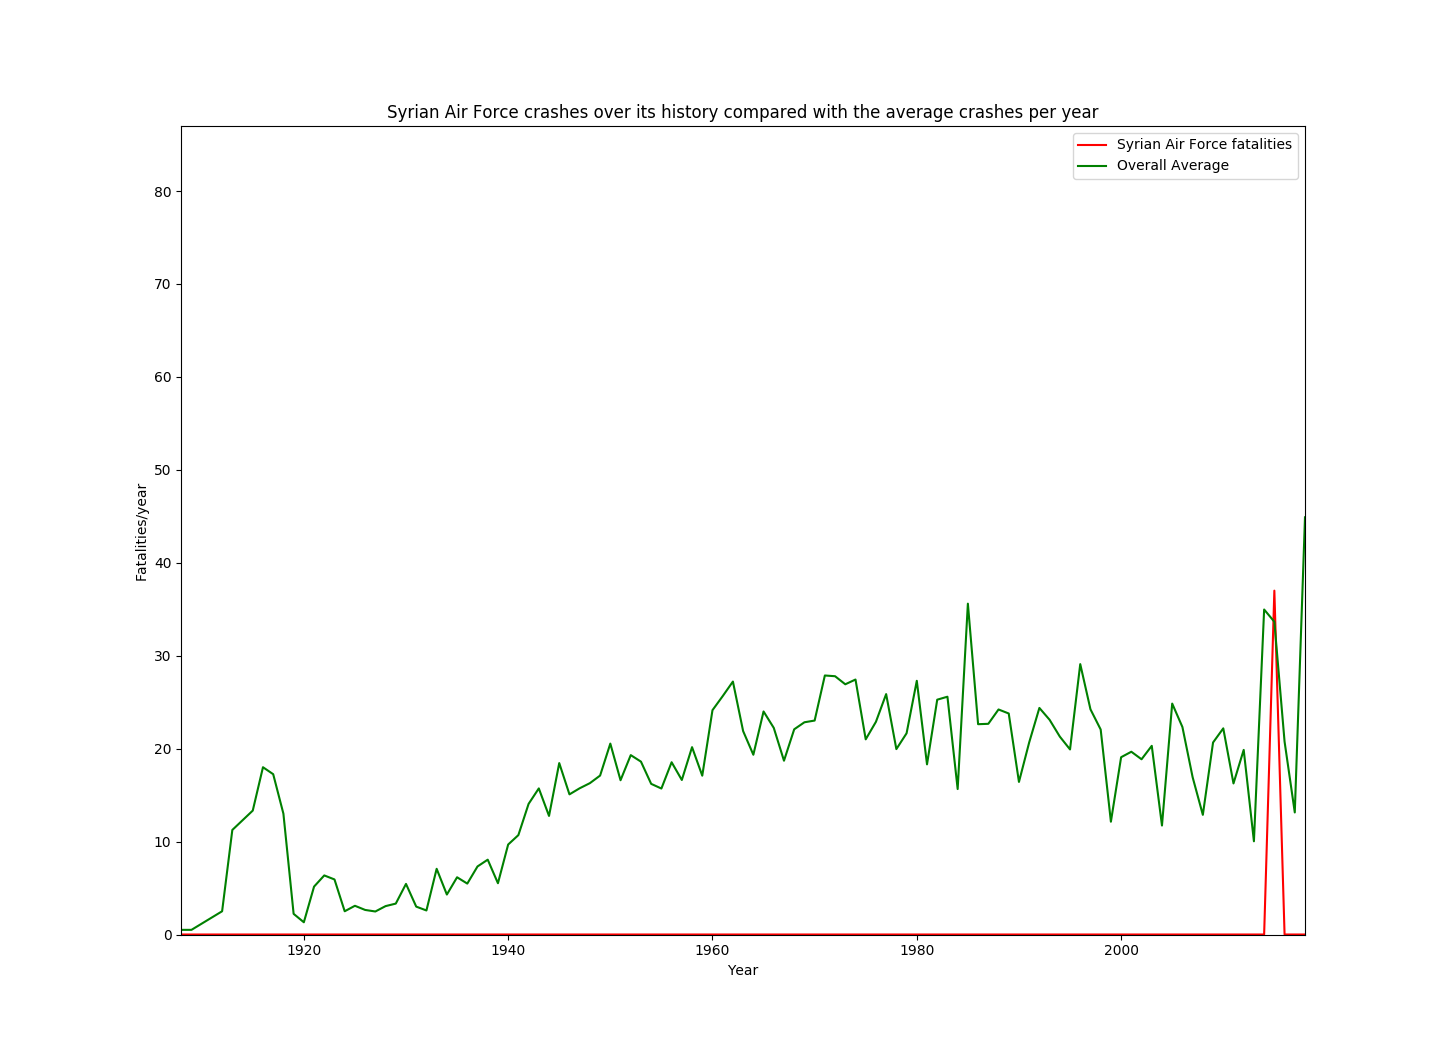 Syrian Air Force crashes over its history compared with the average crashes per year
Syrian Air Force fatalities
Overall Average
80
70
60
50
40
30
20
10
0
Fatalities/year
1920
1940
1960
1980
2000
Year